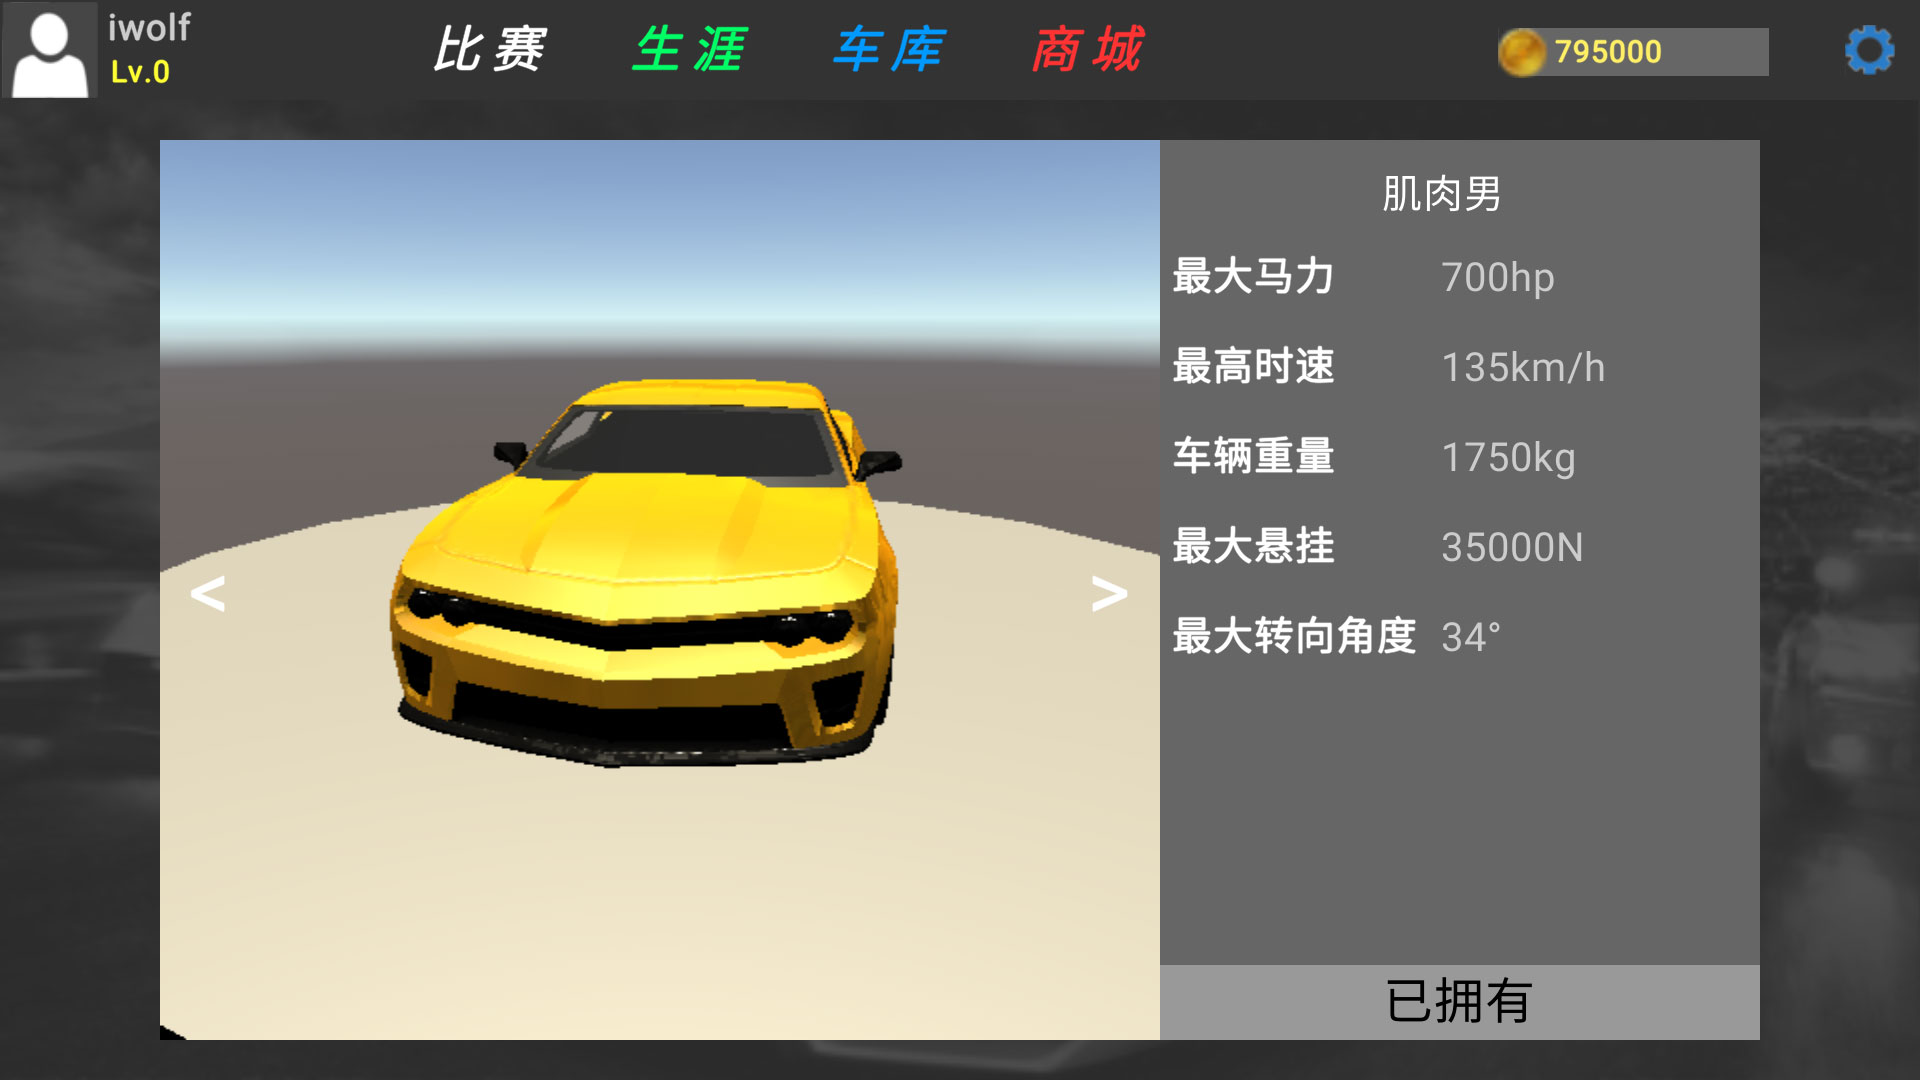 iwolf
Lv.0
比赛 生涯 车库 商城
795000
肌肉男
最大马力 700hp
最高时速 135km/h
车辆重量 1750kg
最大悬挂 35000N
最大转向角度 34°
< >
已拥有